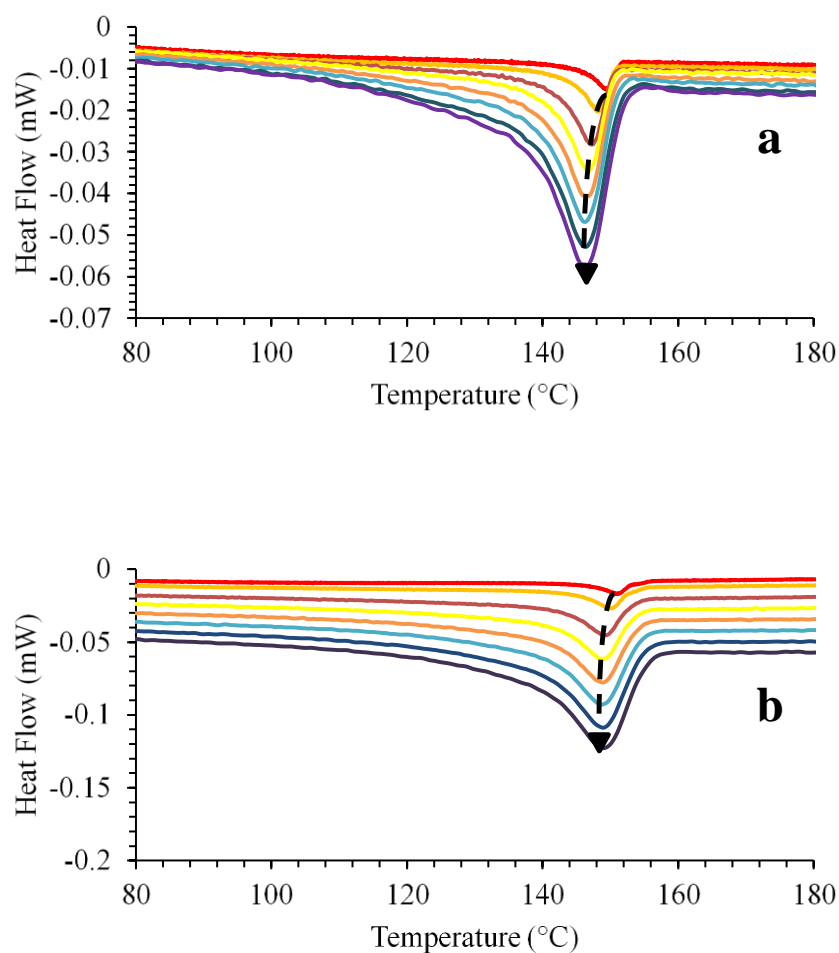 0
-0.01
-0.02
-0.03
-0.04
-0.05
-0.06
-0.07
Heat Flow (mW)
a
80 100 120 140 160 180
Temperature (°C)
0
-0.05
-0.1
-0.15
-0.2
Heat Flow (mW)
b
80 100 120 140 160 180
Temperature (°C)